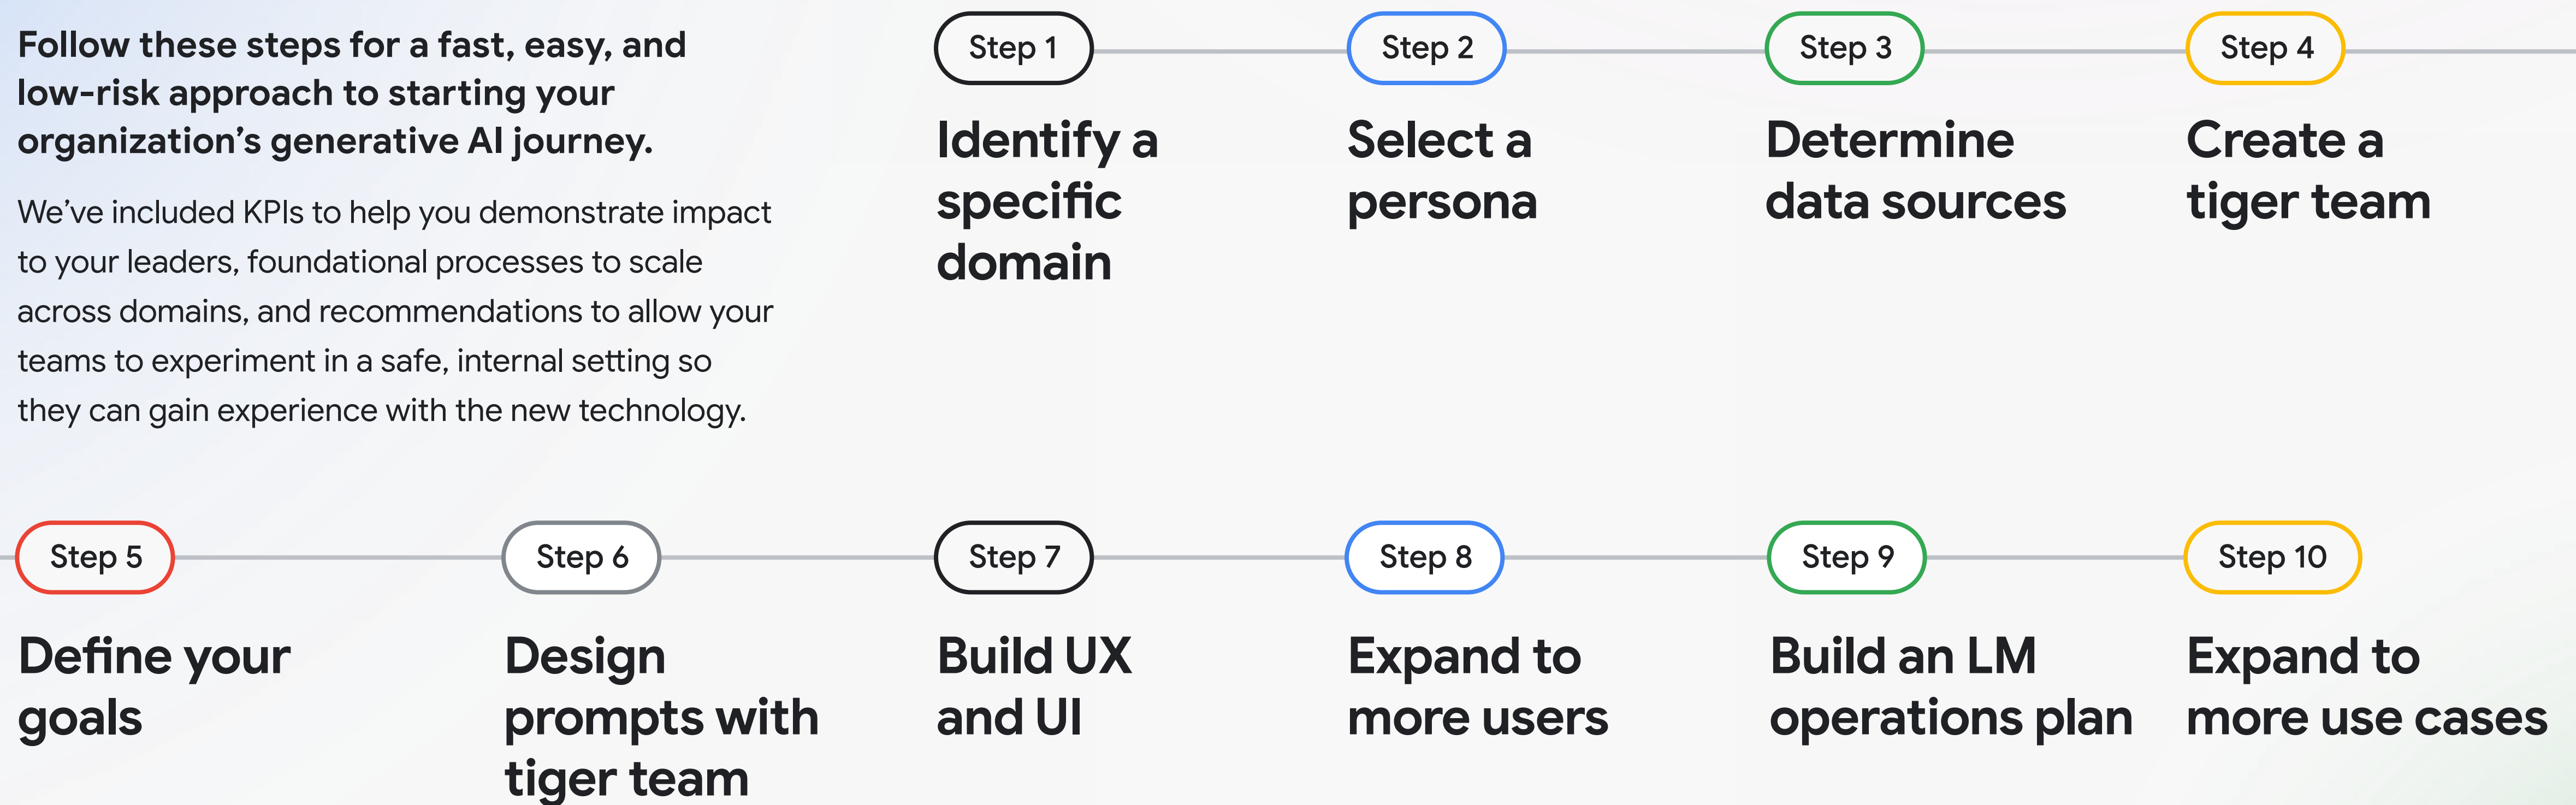 Follow these steps for a fast, easy, and
low-risk approach to starting your
organization’s generative AI journey.
We’ve included KPIs to help you demonstrate impact
to your leaders, foundational processes to scale
across domains, and recommendations to allow your
teams to experiment in a safe, internal setting so
they can gain experience with the new technology.
Step 1
Identify a
specific
domain
Step 2
Select a
persona
Step 3
Determine
data sources
Step 4
Create a
tiger team
Step 5
Define your
goals
Step 6
Design
prompts with
tiger team
Step 7
Build UX
and UI
Step 8
Expand to
more users
Step 9
Build an LM
operations plan
Step 10
Expand to
more use cases